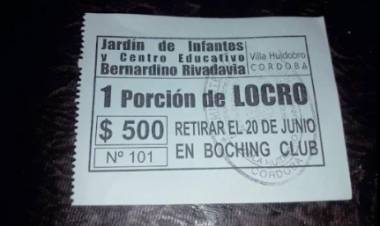 Jardín de Infantes
y Centro Educativo
Bernardino Rivadavia
Villa Huidobro
CORDOBA
1 Porción de LOCRO
$ 500
RETIRAR EL 20 DE JUNIO
Nº 101
EN BOCHING CLUB
CORDOBA